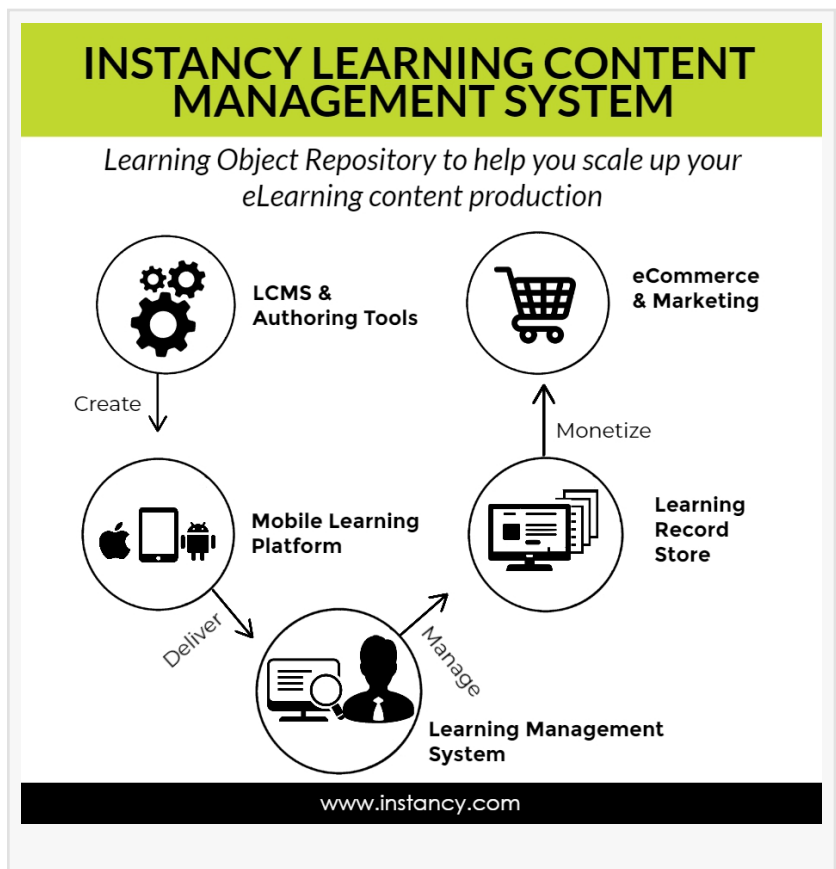 INSTANCY LEARNING CONTENT
MANAGEMENT SYSTEM
Learning Object Repository to help you scale up your
eLearning content production
LCMS &
Authoring Tools
eCommerce
& Marketing
Create
Monetize
Mobile Learning
Platform
Learning
Record
Store
Deliver
Manage
Learning Management
System
www.instancy.com